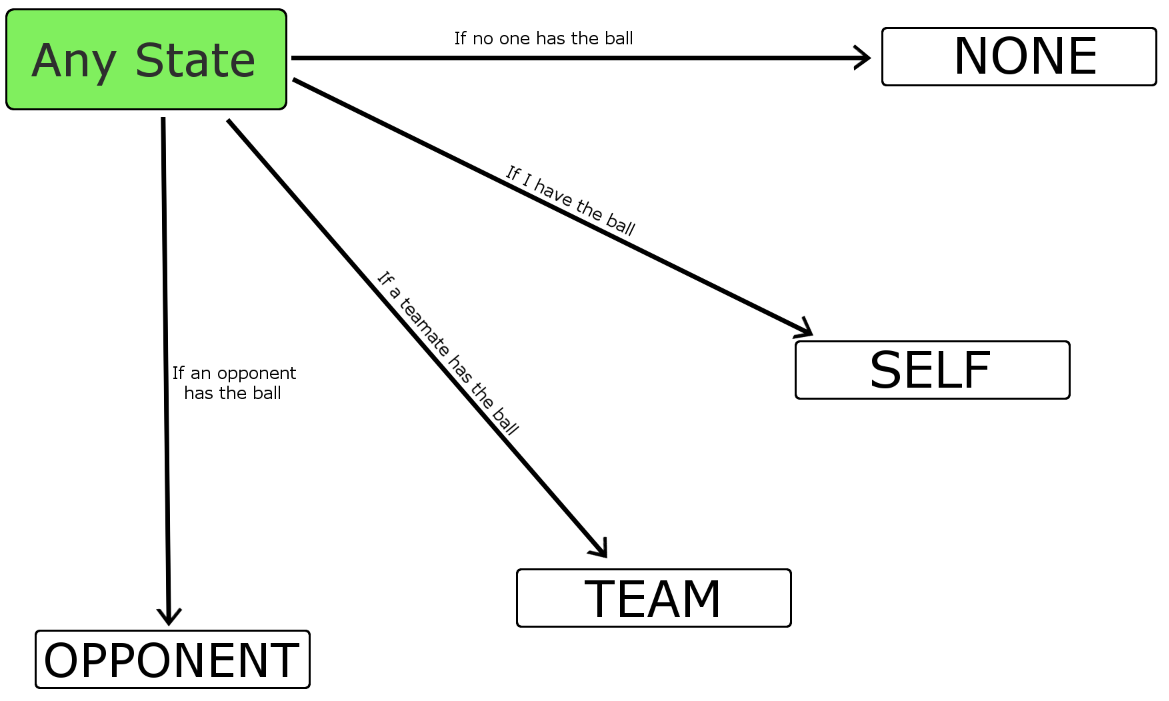 Any State
If no one has the ball
NONE
If I have the ball
SELF
If a teamate has the ball
TEAM
If an opponent
has the ball
OPPONENT